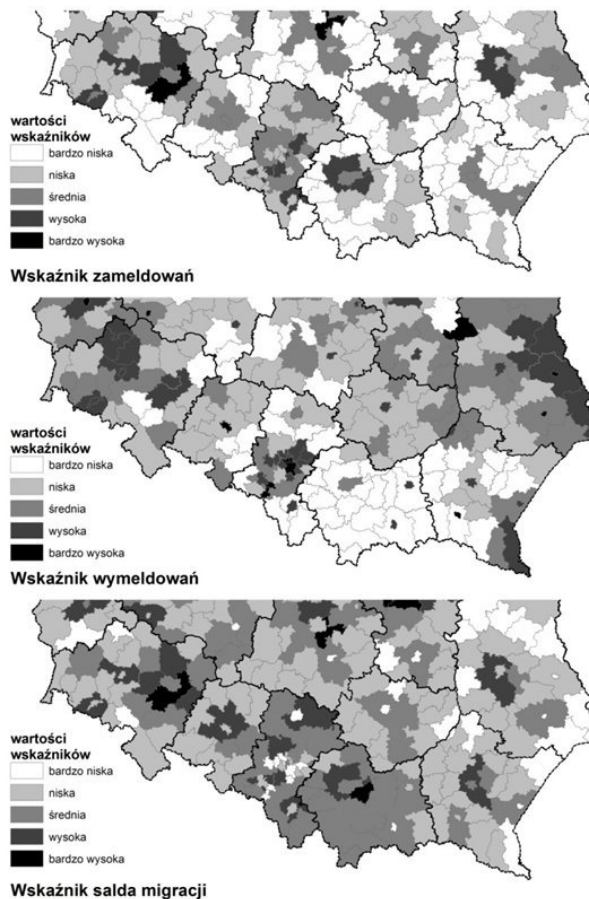 wartości
wskaźników
bardzo niska
niska
średnia
wysoka
bardzo wysoka
Wskaźnik zameldowań
wartości
wskaźników
bardzo niska
niska
średnia
wysoka
bardzo wysoka
Wskaźnik wymeldowań
wartości
wskaźników
bardzo niska
niska
średnia
wysoka
bardzo wysoka
Wskaźnik salda migracji